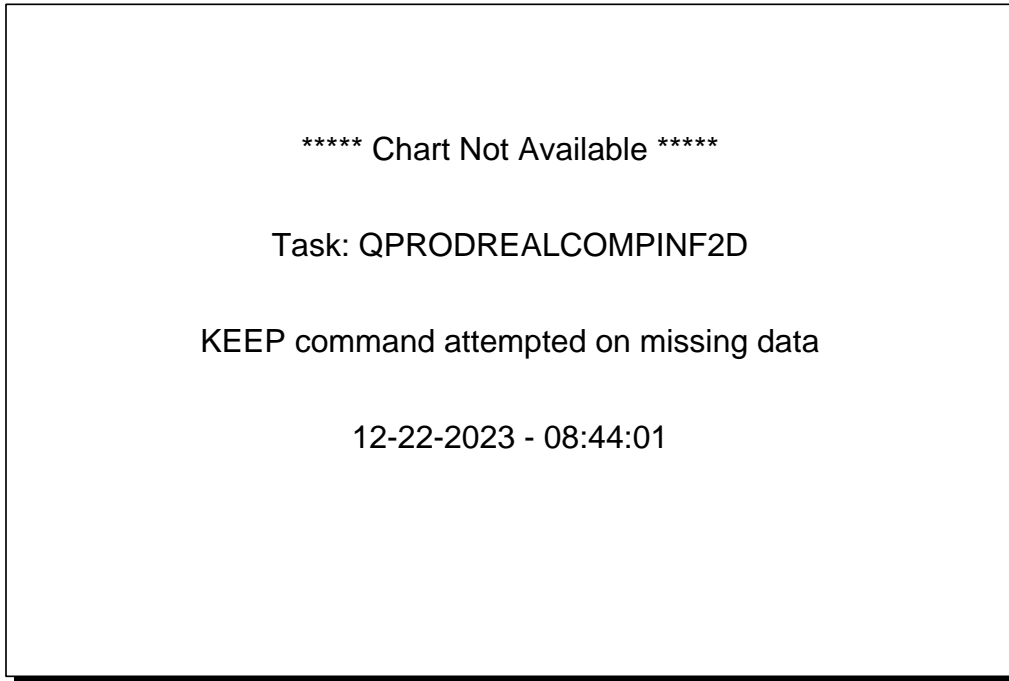 ***** Chart Not Available *****
Task: QPRODREALCOMPINF2D
KEEP command attempted on missing data
12-22-2023 - 08:44:01